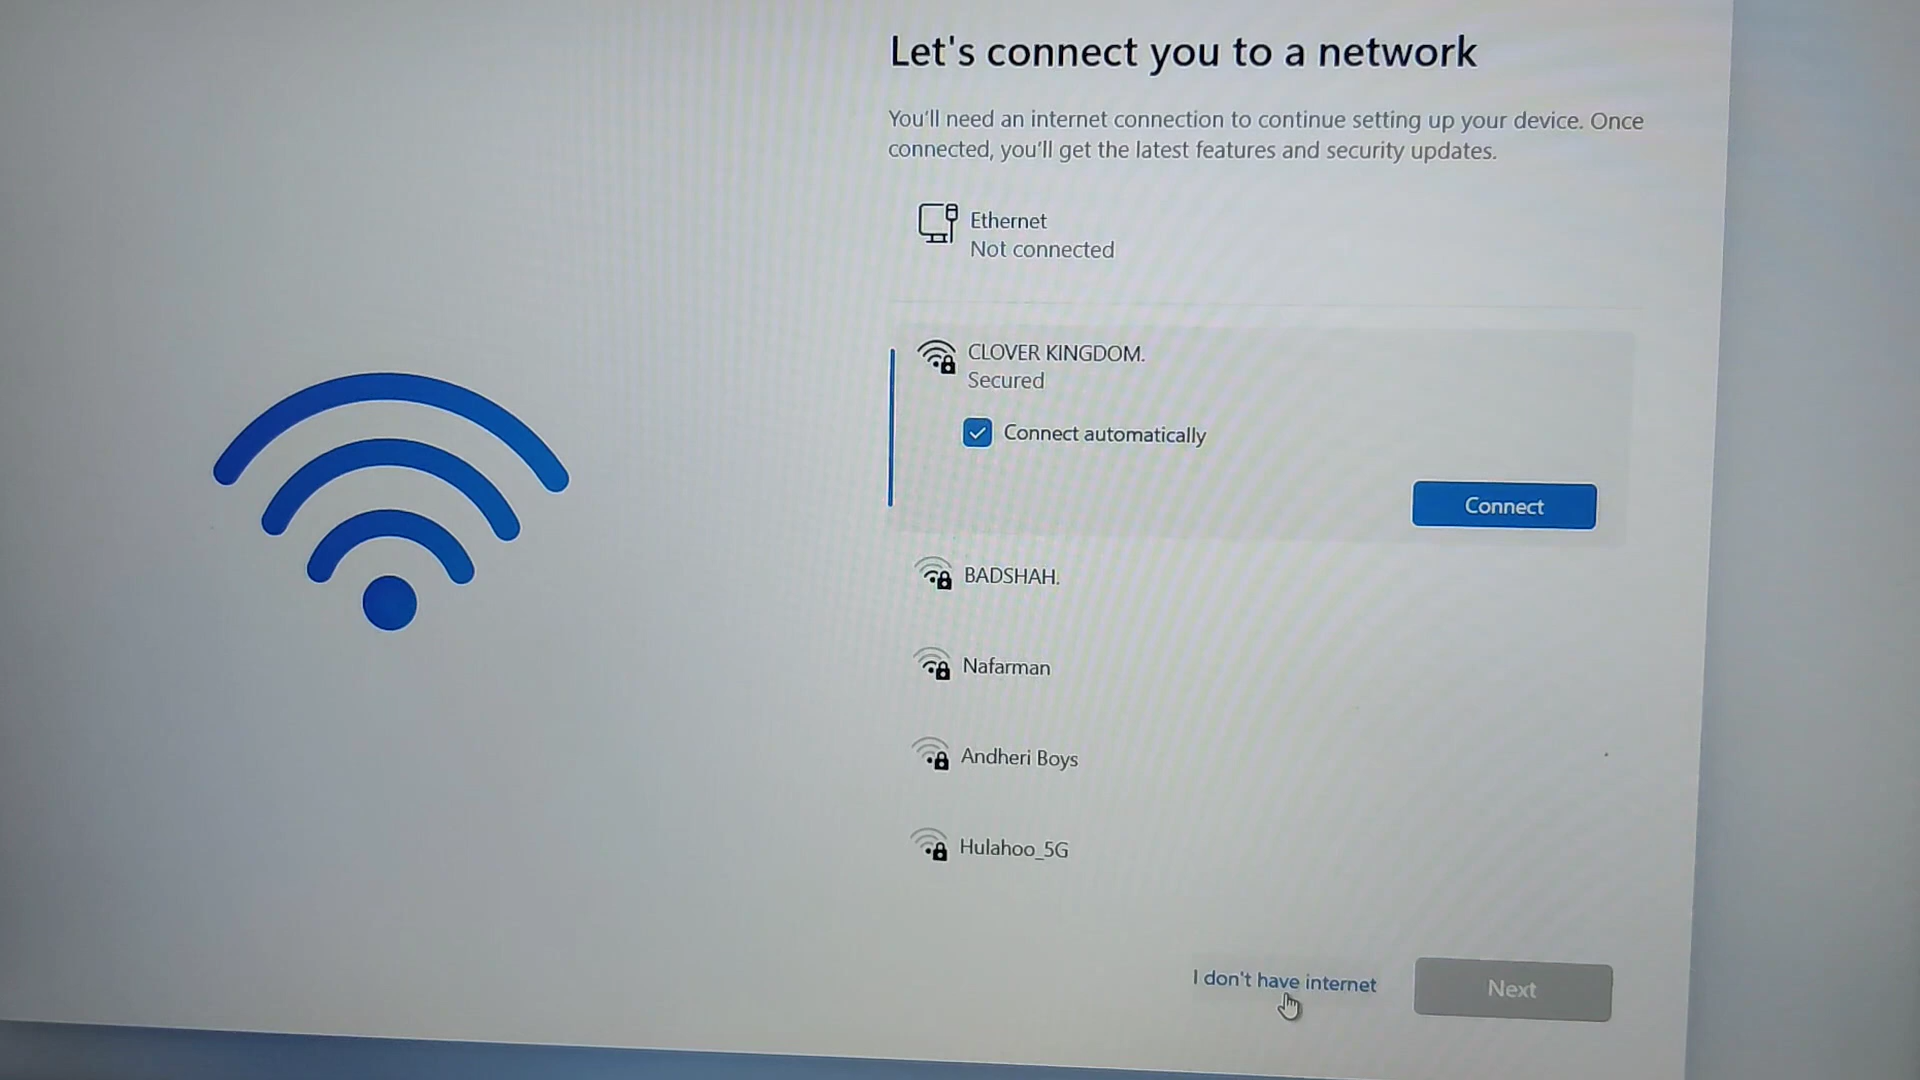 Let's connect you to a network
You'll need an internet connection to continue setting up your device. Once
connected, you'll get the latest features and security updates.
Ethernet
Not connected
CLOVER KINGDOM.
Secured
Connect automatically
Connect
BADSHAH.
Nafarman
Andheri Boys
Hulahoo_5G
I don't have internet
Next